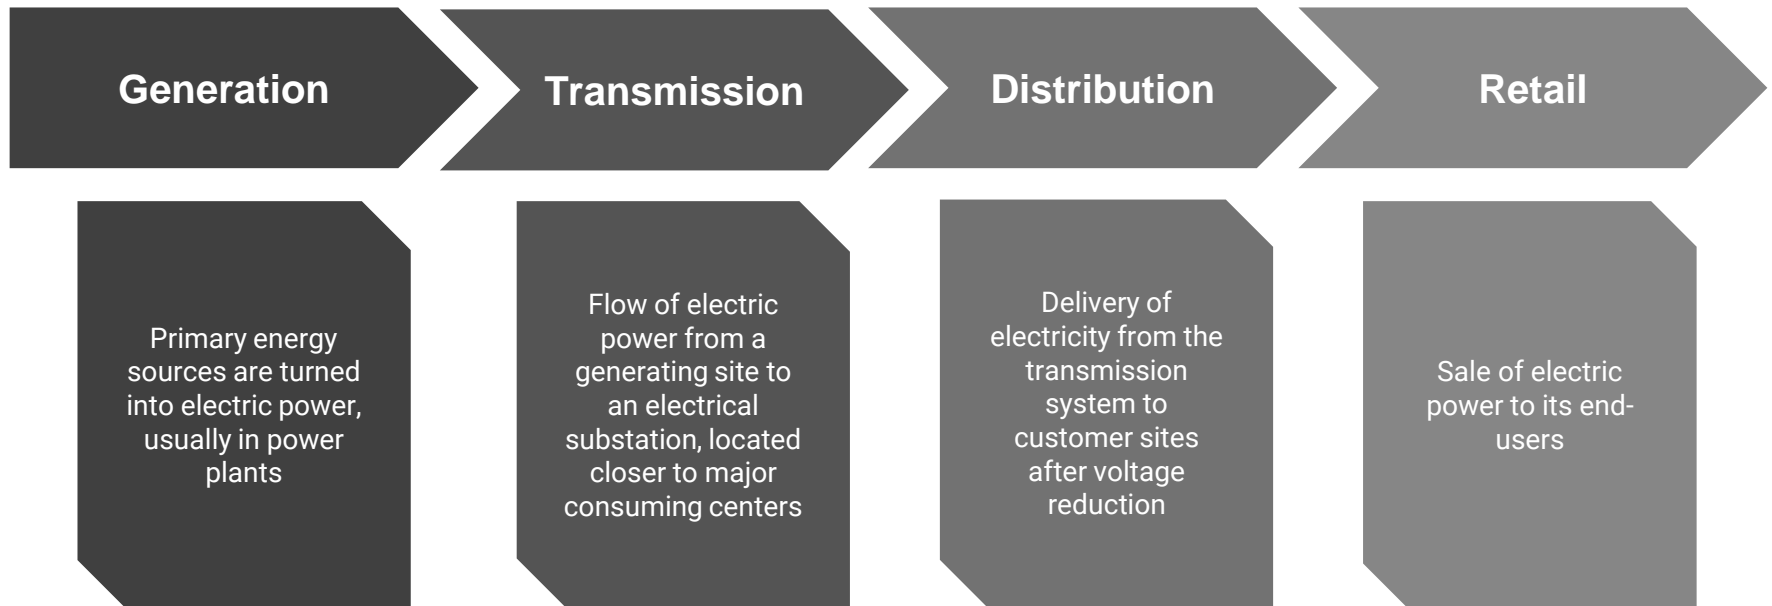 Generation
Transmission
Distribution
Retail
Primary energy
sources are turned
into electric power,
usually in power
plants
Flow of electric
power from a
generating site to
an electrical
substation, located
closer to major
consuming centers
Delivery of
electricity from the
transmission
system to
customer sites
after voltage
reduction
Sale of electric
power to its end-
users